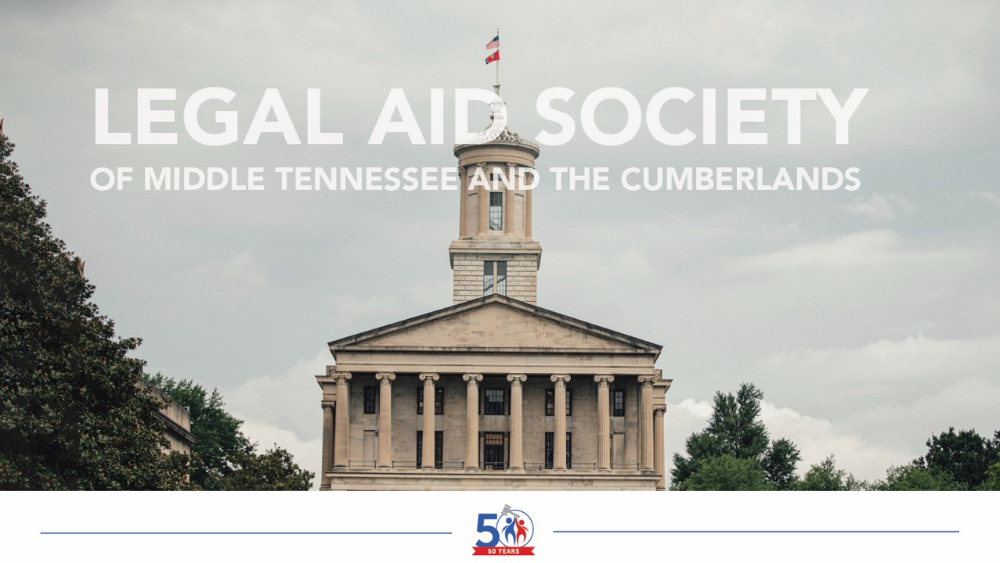 LEGAL AID SOCIETY
OF MIDDLE TENNESSEE AND THE CUMBERLANDS
50
50 YEARS